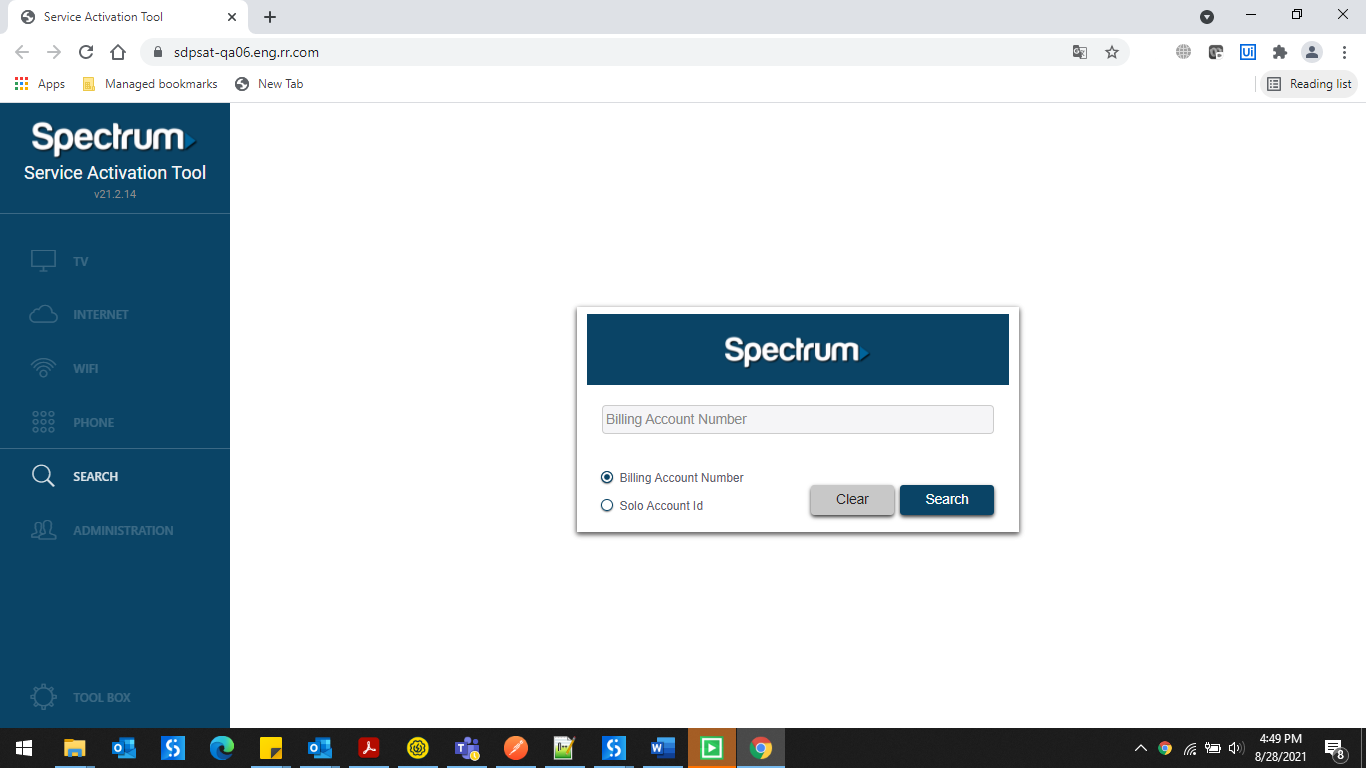 Service Activation Tool
sdpsat-qa06.eng.rr.com
Apps
Managed bookmarks
New Tab
Reading list
Spectrum
Service Activation Tool
v21.2.14
TV
INTERNET
WIFI
PHONE
SEARCH
ADMINISTRATION
TOOL BOX
Spectrum
Billing Account Number
Billing Account Number
Solo Account Id
Clear
Search
Ui
4:49 PM
8/28/2021
8